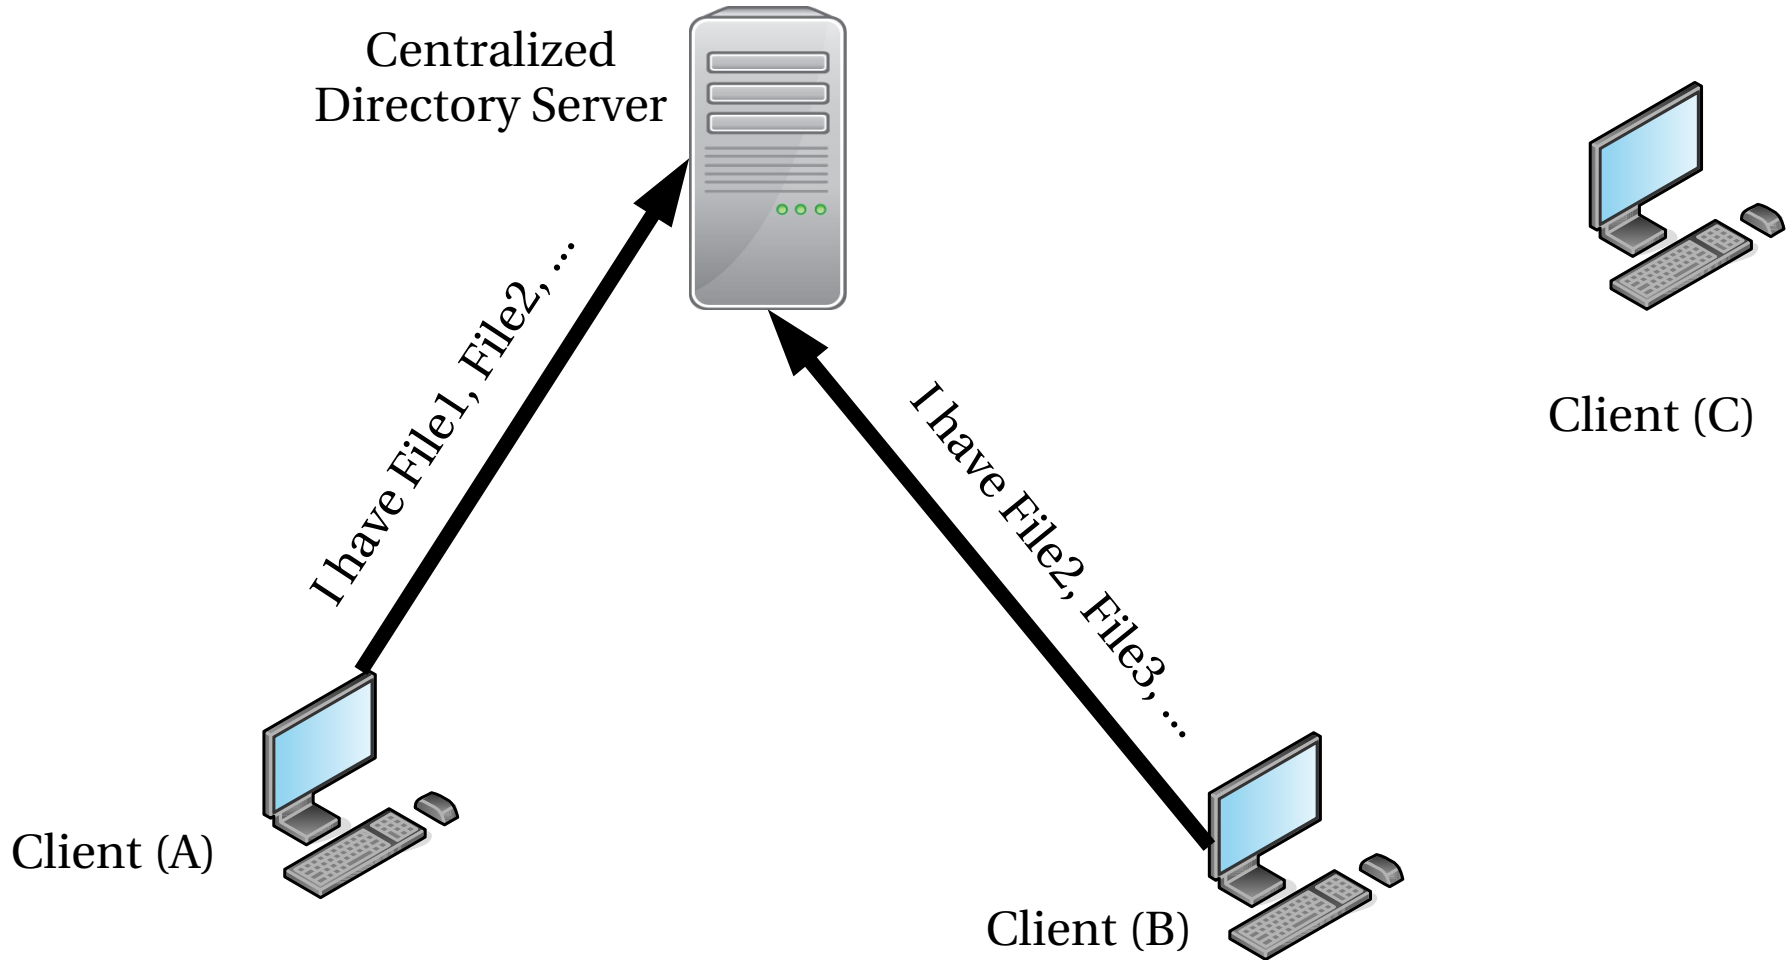 Centralized
Directory Server
I have File1, File2, ...
I have File2, File3, ...
Client (C)
Client (A)
Client (B)